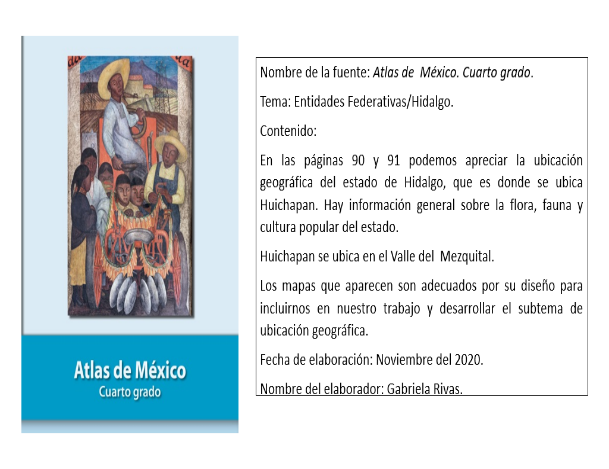 Atlas de México
Cuarto grado
Nombre de la fuente: Atlas de México. Cuarto grado.
Tema: Entidades Federativas/Hidalgo.
Contenido:
En las páginas 90 y 91 podemos apreciar la ubicación
geográfica del estado de Hidalgo, que es donde se ubica
Huichapan. Hay información general sobre la flora, fauna y
cultura popular del estado.
Huichapan se ubica en el Valle del Mezquital.
Los mapas que aparecen son adecuados por su diseño para
incluirnos en nuestro trabajo y desarrollar el subtema de
ubicación geográfica.
Fecha de elaboración: Noviembre del 2020.
Nombre del elaborador: Gabriela Rivas.